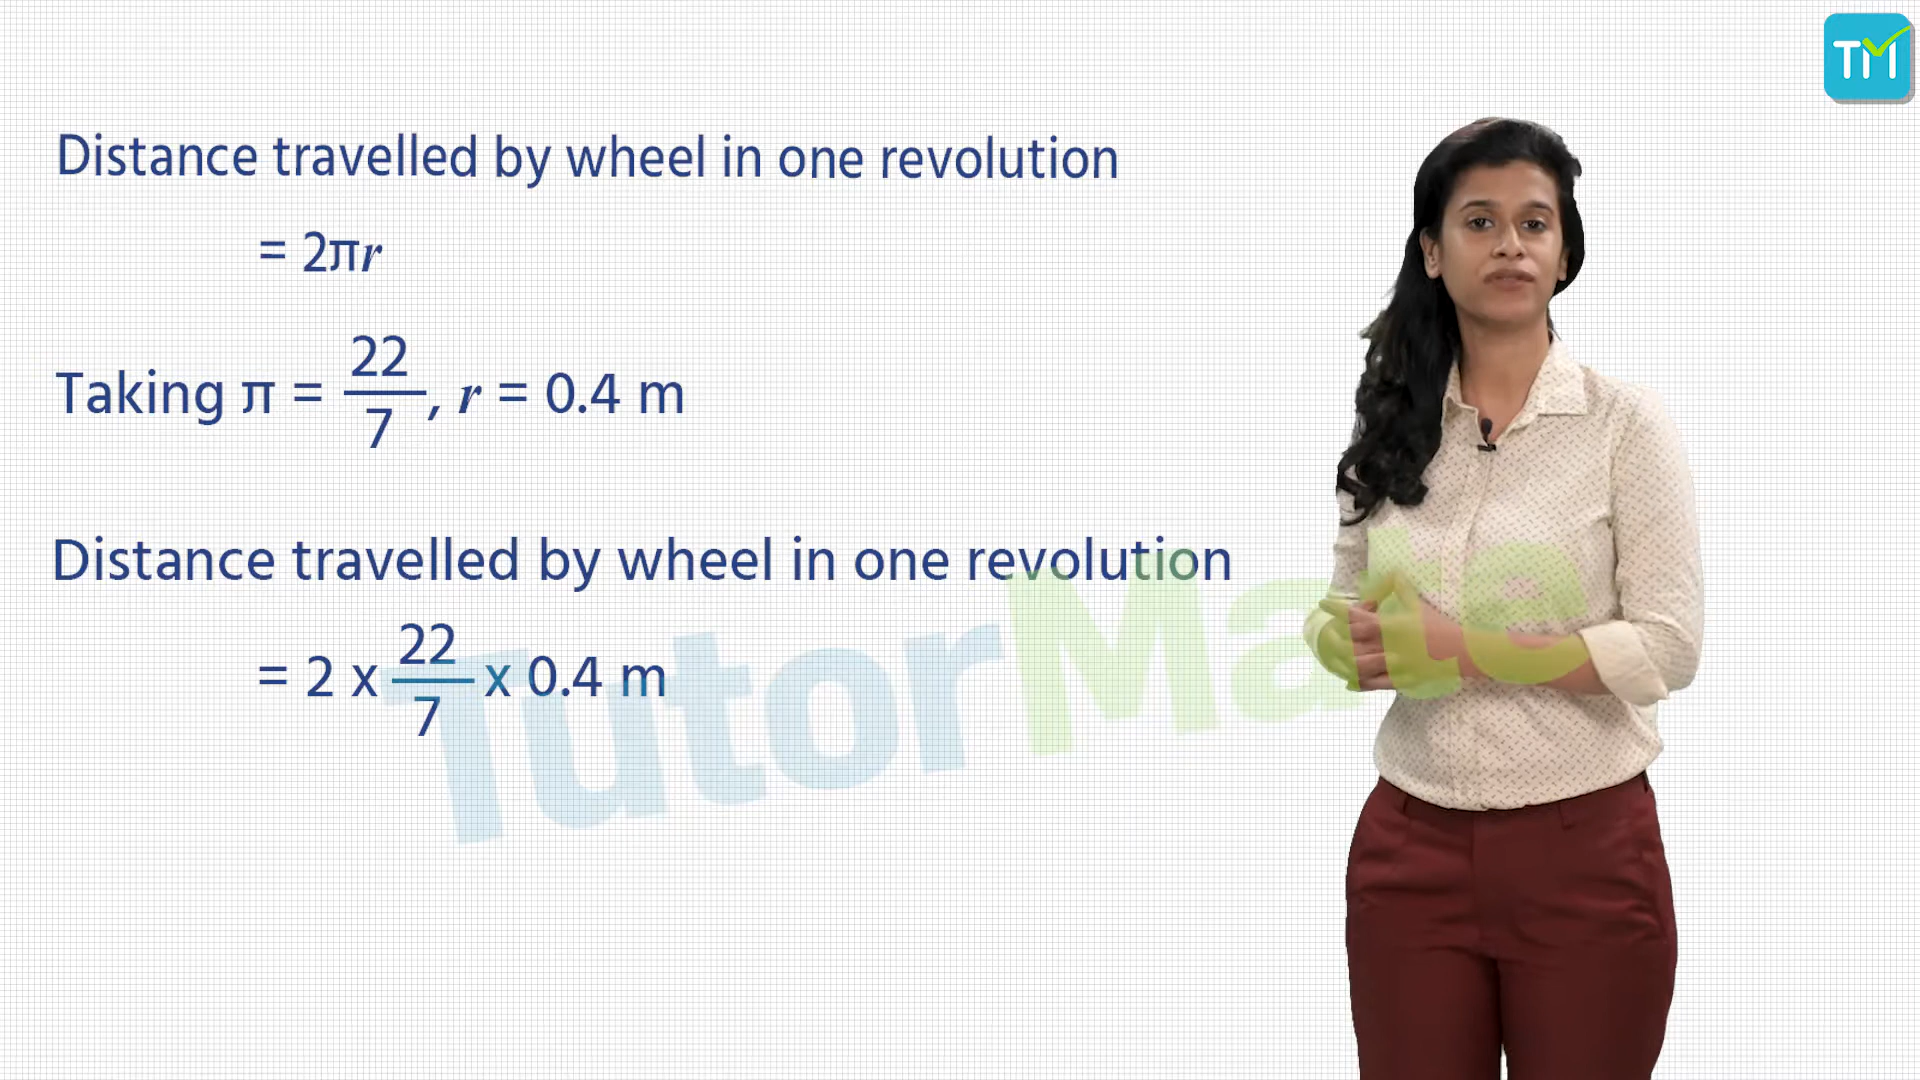 TM
Distance travelled by wheel in one revolution
= 2πr
Taking π = 22/7, r = 0.4 m
Distance travelled by wheel in one revolution
= 2 x 22/7 x 0.4 m
TutorMate